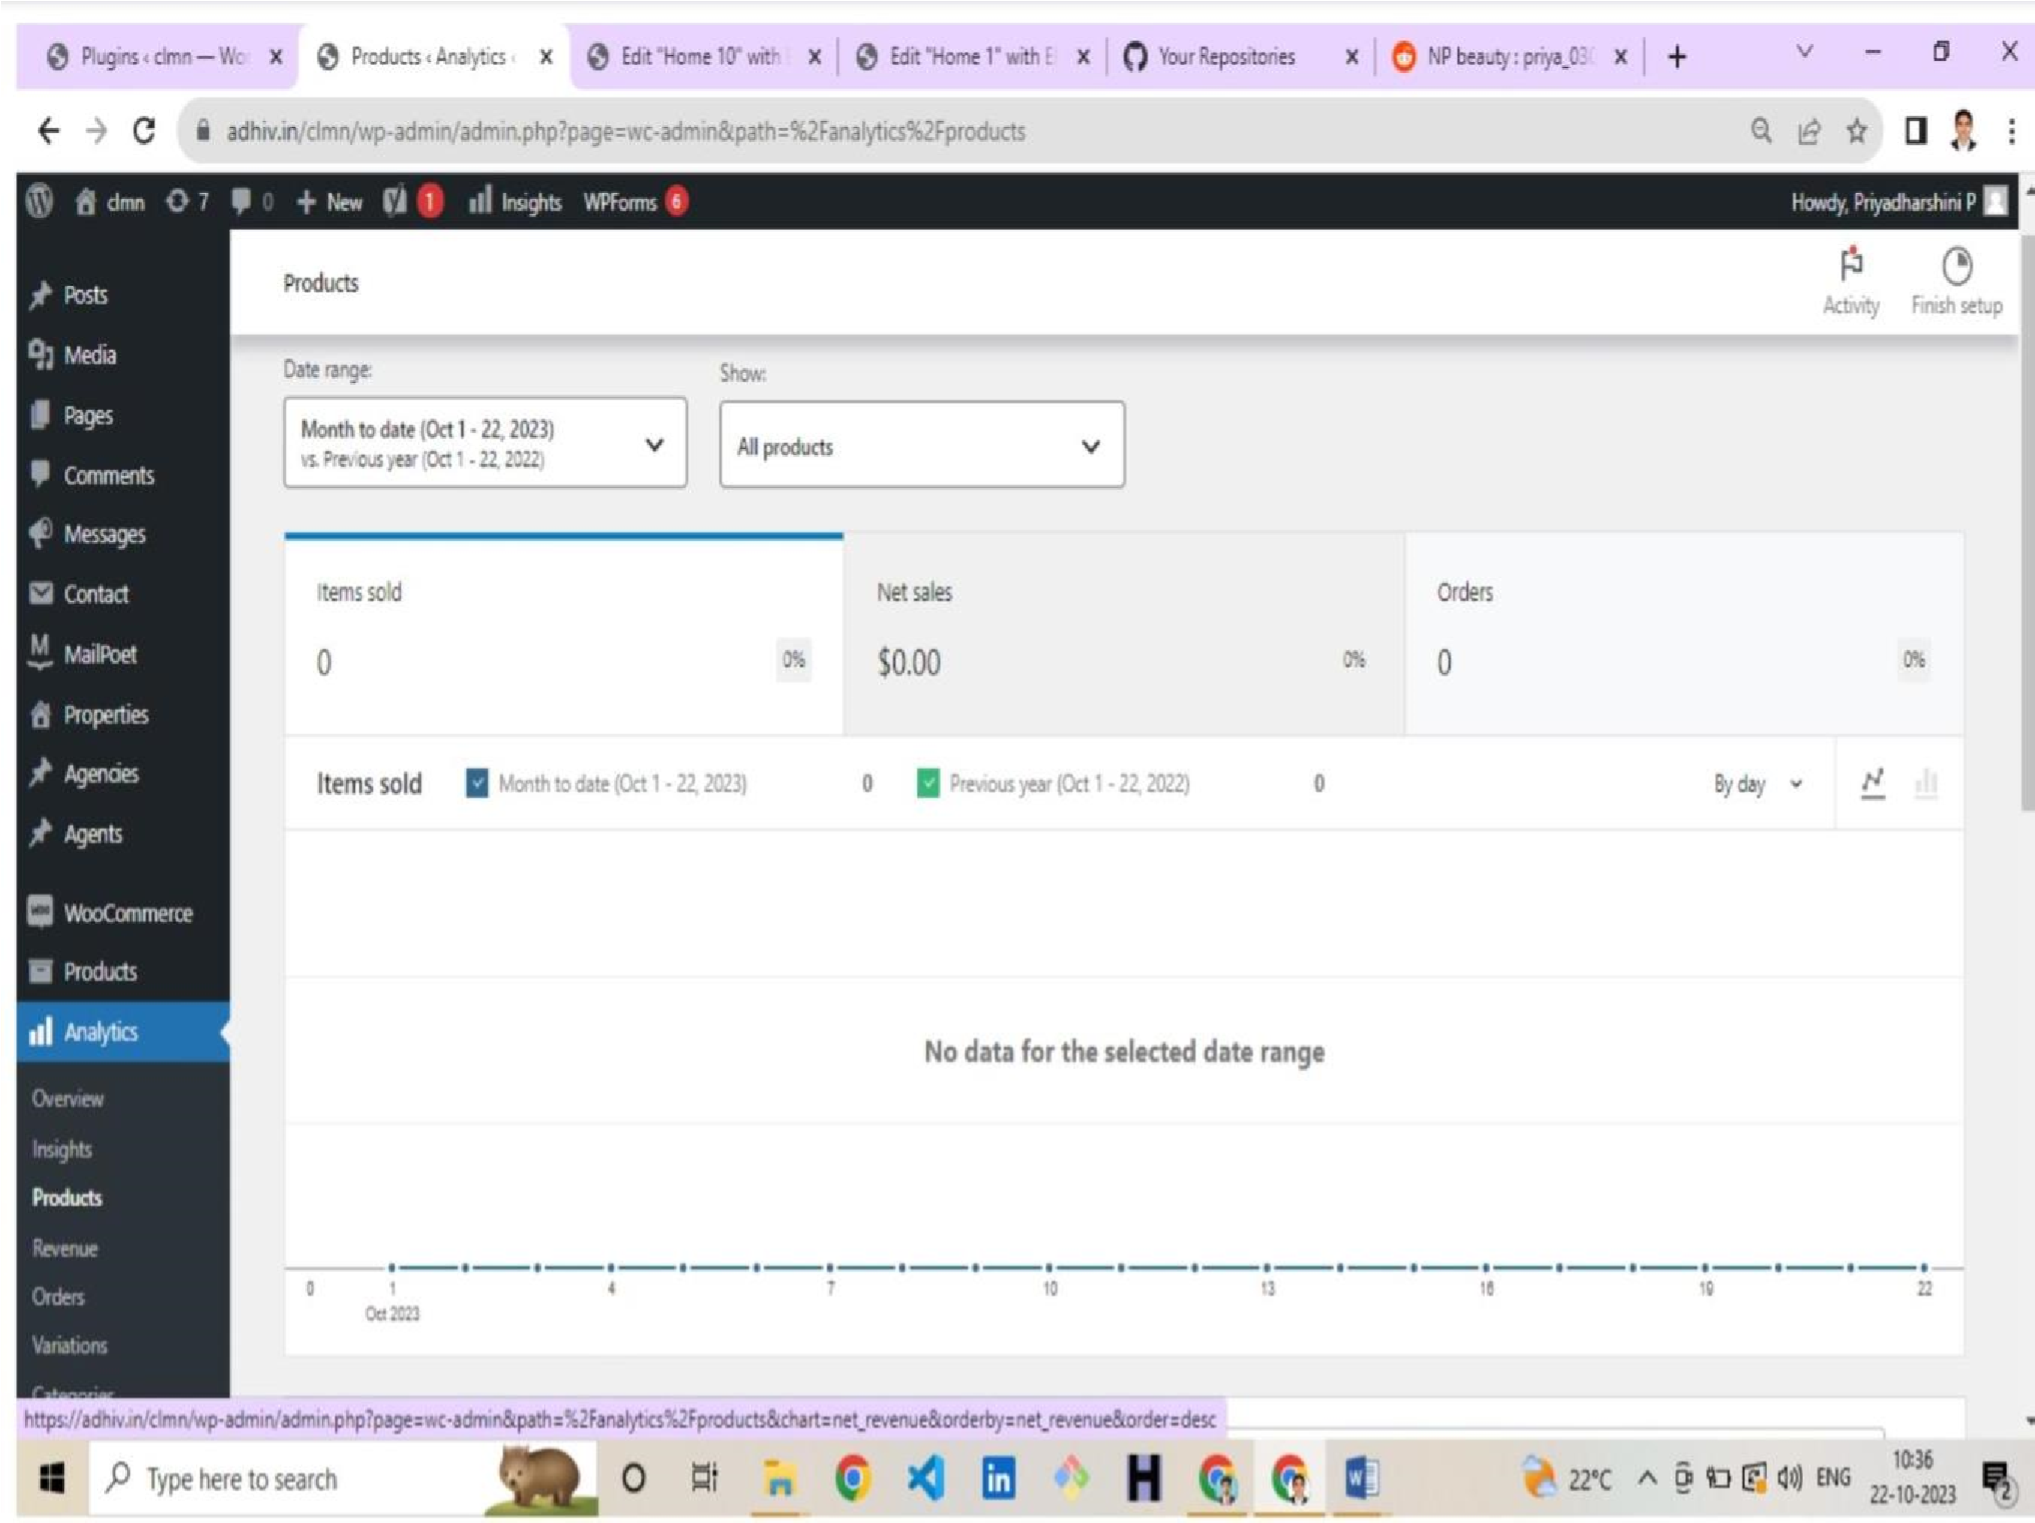 Plugins ‹ clmn — Wo
Products ‹ Analytics ‹
Edit "Home 10" with
Edit "Home 1" with E
Your Repositories
NP beauty : priya_030
adhiv.in/clmn/wp-admin/admin.php?page=wc-admin&path=%2Fanalytics%2Fproducts
clmn 7 0 + New 1 Insights WPForms 6
Howdy, Priyadharshini P
Posts
Media
Pages
Comments
Messages
Contact
MailPoet
Properties
Agencies
Agents
WooCommerce
Products
Analytics
Overview
Insights
Products
Revenue
Orders
Variations
Categories
Products
Activity
Finish setup
Date range:
Month to date (Oct 1 - 22, 2023)
vs. Previous year (Oct 1 - 22, 2022)
Show:
All products
Items sold
0 0%
Net sales
$0.00 0%
Orders
0 0%
Items sold Month to date (Oct 1 - 22, 2023) 0 Previous year (Oct 1 - 22, 2022) 0 By day
No data for the selected date range
0 1 4 7 10 13 16 19 22
Oct 2023
https://adhiv.in/clmn/wp-admin/admin.php?page=wc-admin&path=%2Fanalytics%2Fproducts&chart=net_revenue&orderby=net_revenue&order=desc
Type here to search
22°C
ENG
10:36
22-10-2023
2